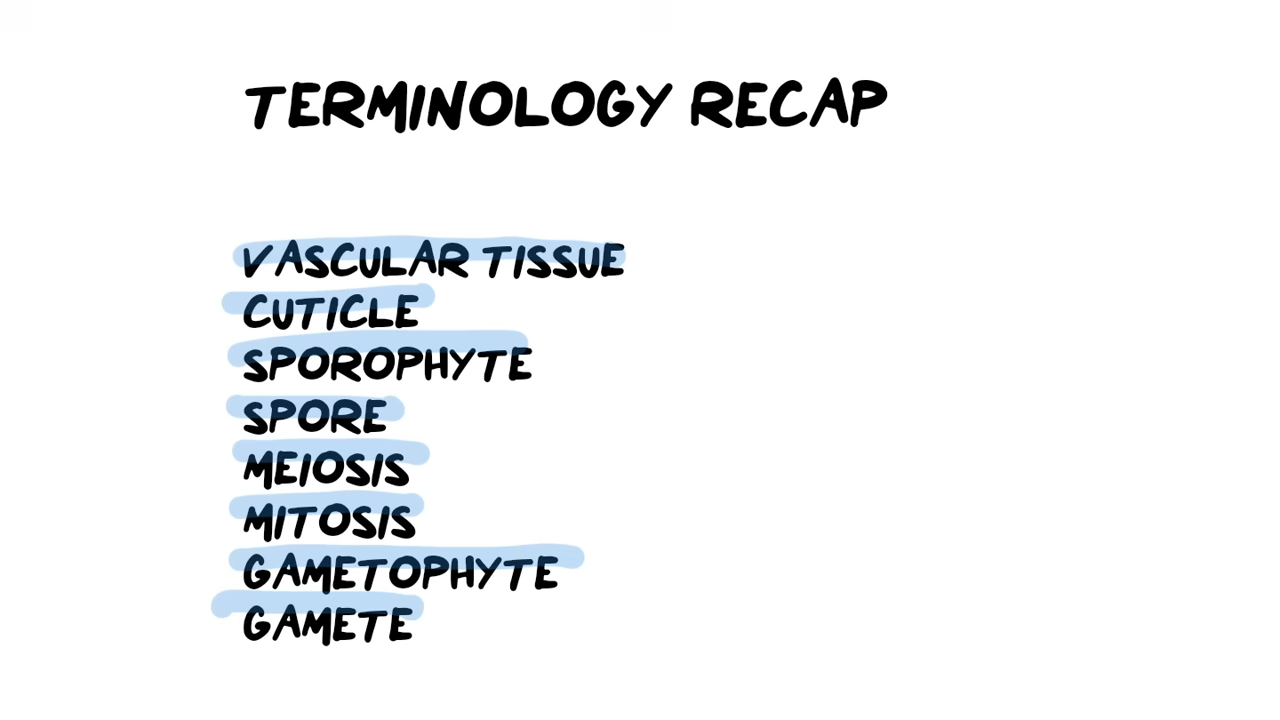 TERMINOLOGY RECAP
VASCULAR TISSUE
CUTICLE
SPOROPHYTE
SPORE
MEIOSIS
MITOSIS
GAMETOPHYTE
GAMETE